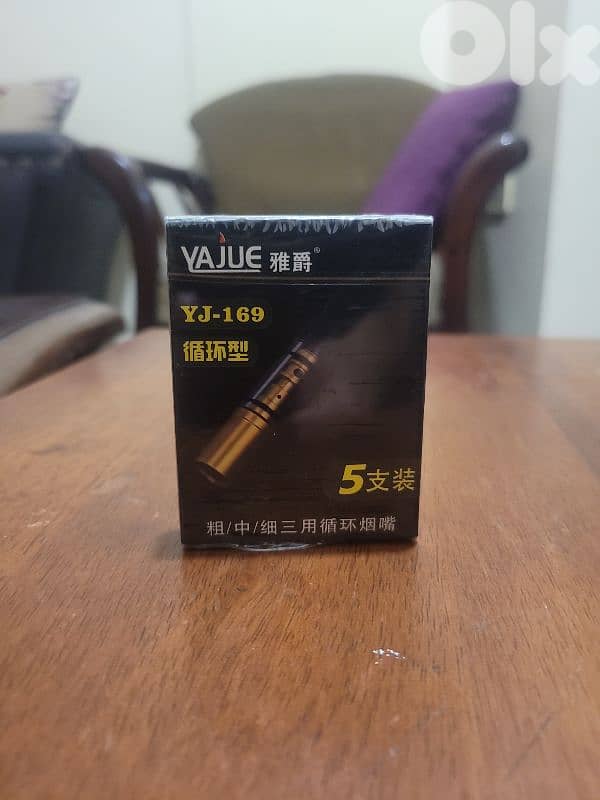 olx
YAJUE 雅爵®
YJ-169
循环型
5支装
粗/中/细三用循环烟嘴